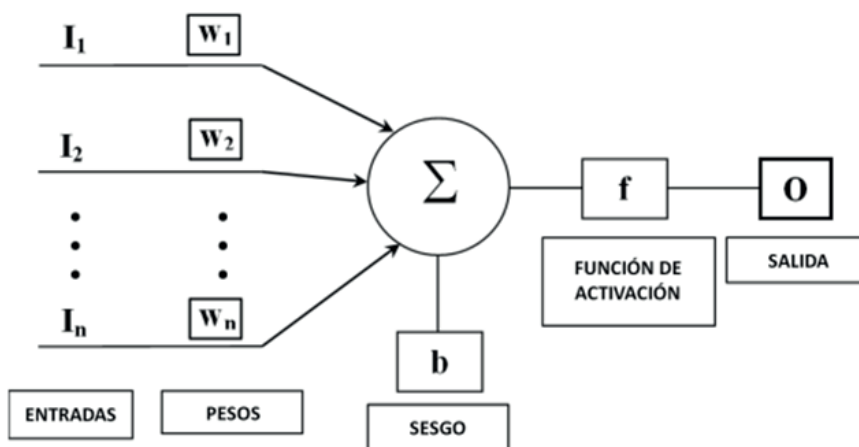 I₁
W₁
I₂
W₂
Σ
f
O
FUNCIÓN DE
ACTIVACIÓN
SALIDA
Iₙ
Wₙ
b
ENTRADAS
PESOS
SESGO